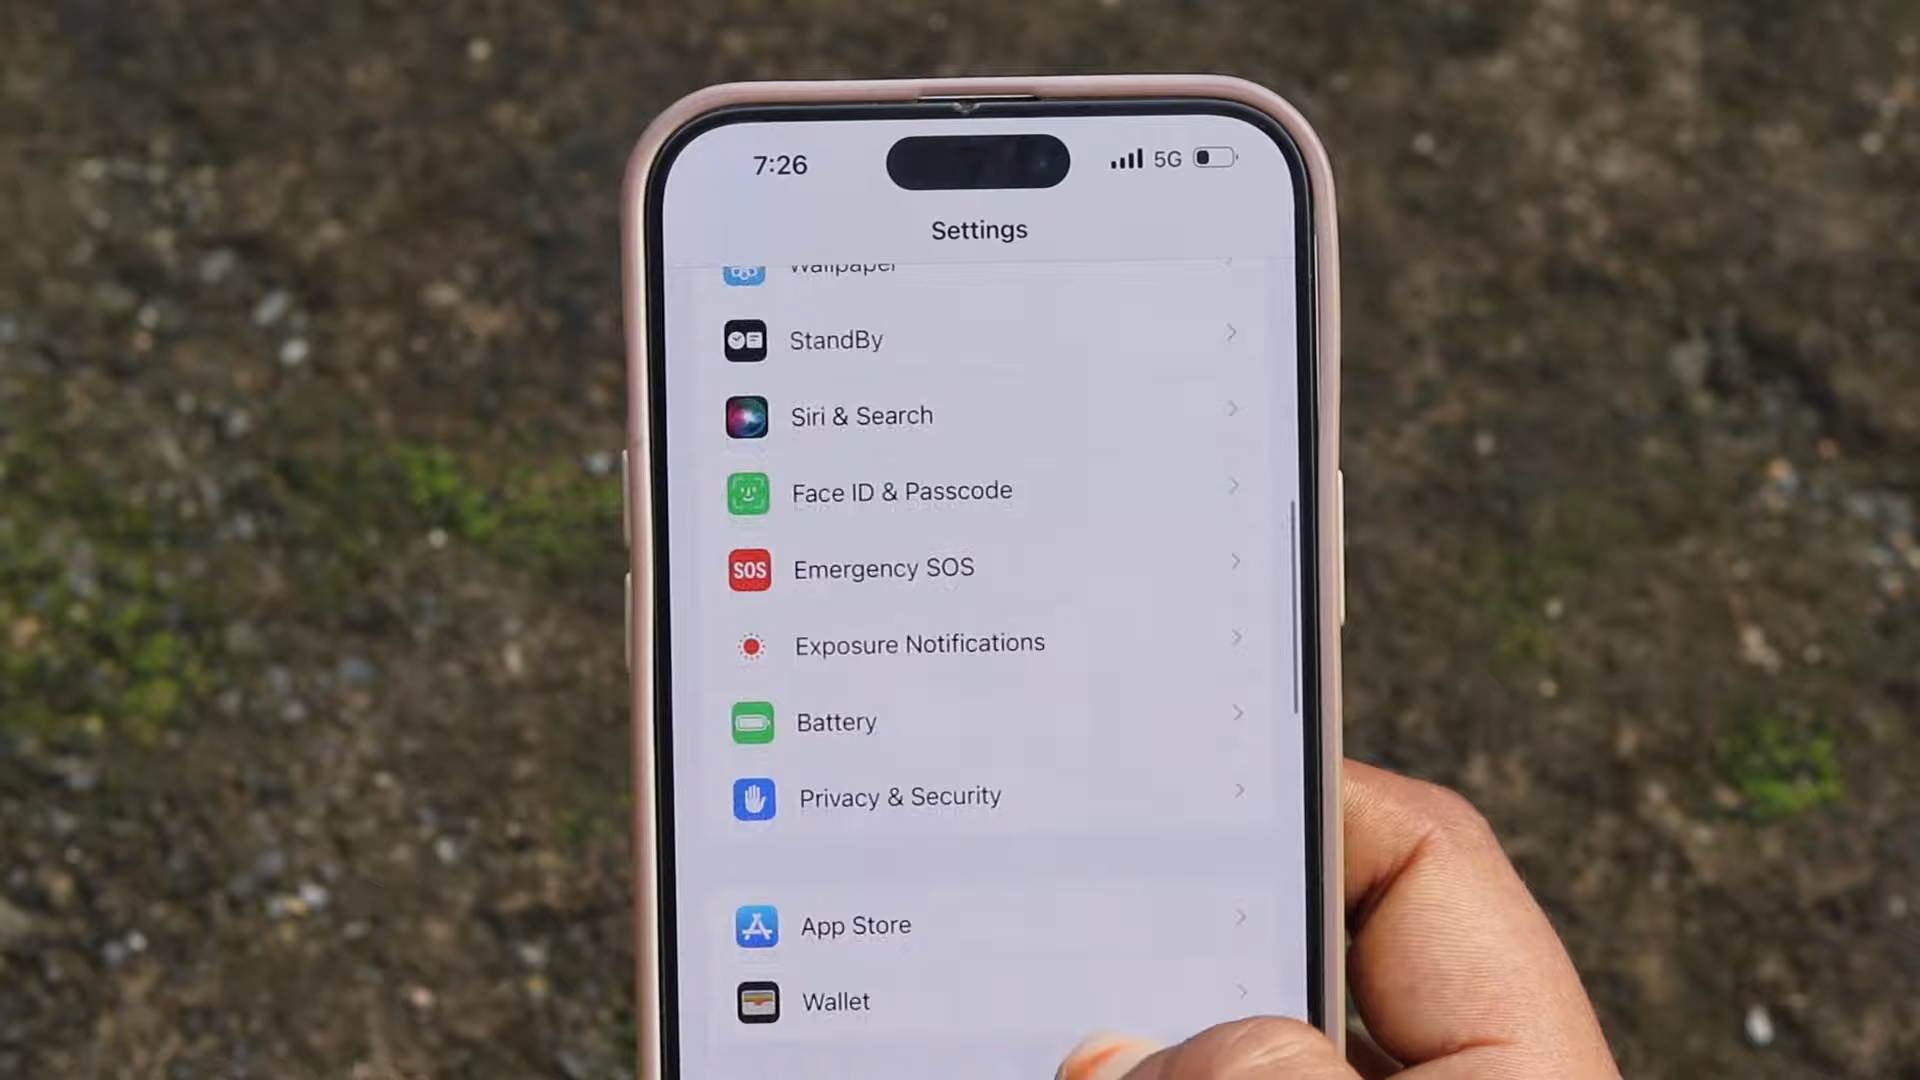 7:26
5G
Settings
Wallpaper
StandBy
Siri & Search
Face ID & Passcode
SOS
Emergency SOS
Exposure Notifications
Battery
Privacy & Security
App Store
Wallet